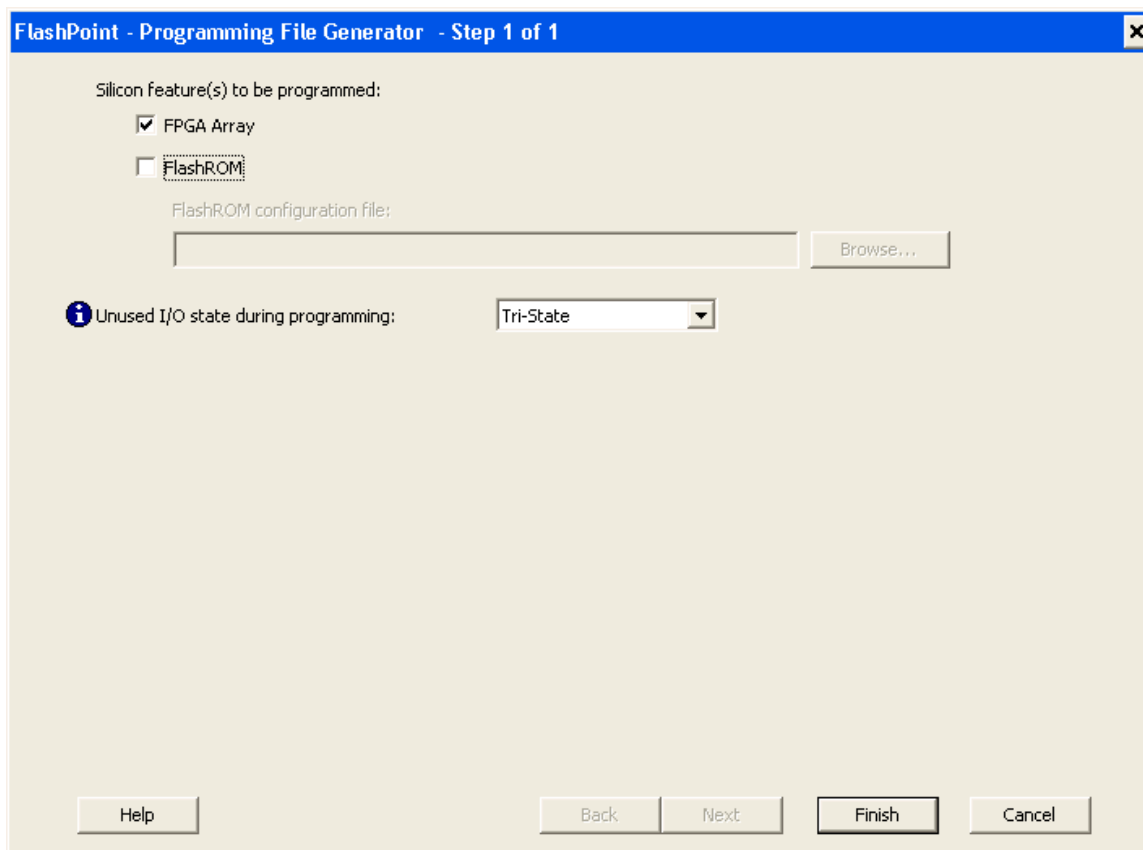 FlashPoint - Programming File Generator - Step 1 of 1
Silicon feature(s) to be programmed:
FPGA Array
FlashROM
FlashROM configuration file:
Browse...
Unused I/O state during programming: Tri-State
Help Back Next Finish Cancel